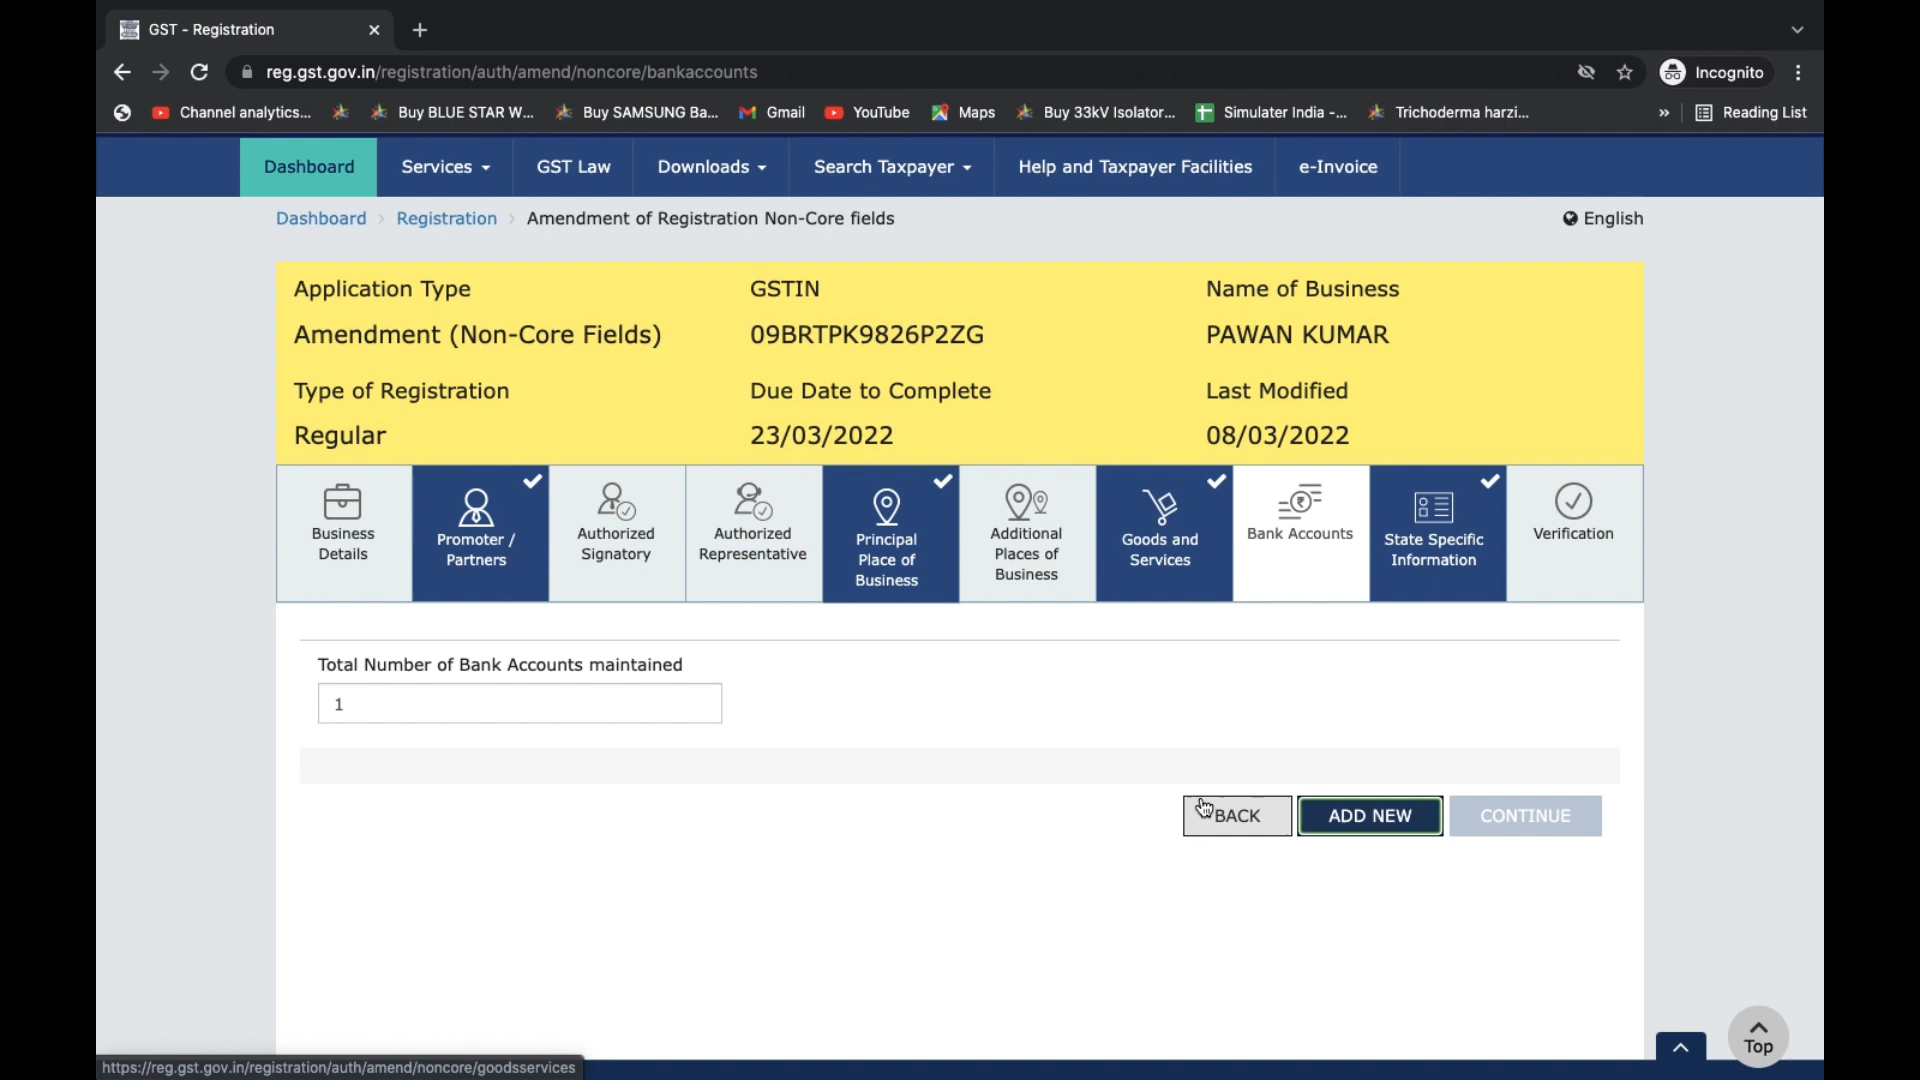 GST - Registration
reg.gst.gov.in/registration/auth/amend/noncore/bankaccounts
Incognito
Channel analytics... Buy BLUE STAR W... Buy SAMSUNG Ba... Gmail YouTube Maps Buy 33kV Isolator... Simulater India -... Trichoderma harzi... » Reading List
Dashboard Services GST Law Downloads Search Taxpayer Help and Taxpayer Facilities e-Invoice
Dashboard > Registration > Amendment of Registration Non-Core fields English
Application Type GSTIN Name of Business
Amendment (Non-Core Fields) 09BRTPK9826P2ZG PAWAN KUMAR
Type of Registration Due Date to Complete Last Modified
Regular 23/03/2022 08/03/2022
Business Details
Promoter / Partners
Authorized Signatory
Authorized Representative
Principal Place of Business
Additional Places of Business
Goods and Services
Bank Accounts
State Specific Information
Verification
Total Number of Bank Accounts maintained
1
BACK ADD NEW CONTINUE
Top
https://reg.gst.gov.in/registration/auth/amend/noncore/goodsservices